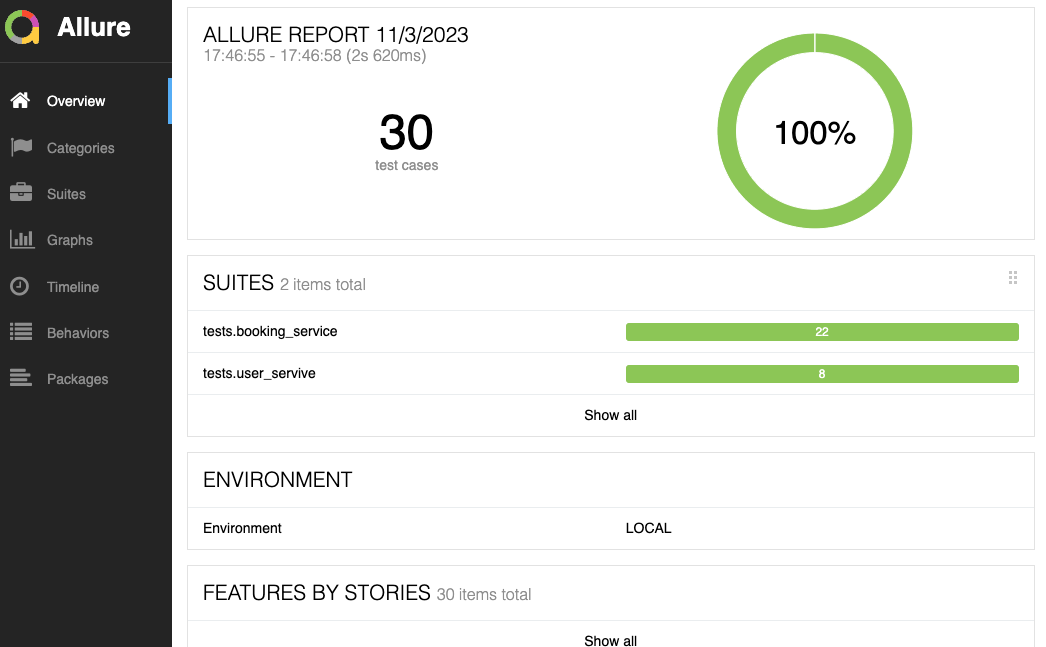 Allure
Overview
Categories
Suites
Graphs
Timeline
Behaviors
Packages
ALLURE REPORT 11/3/2023
17:46:55 - 17:46:58 (2s 620ms)
30
test cases
100%
SUITES 2 items total
tests.booking_service 22
tests.user_servive 8
Show all
ENVIRONMENT
Environment LOCAL
FEATURES BY STORIES 30 items total
Show all